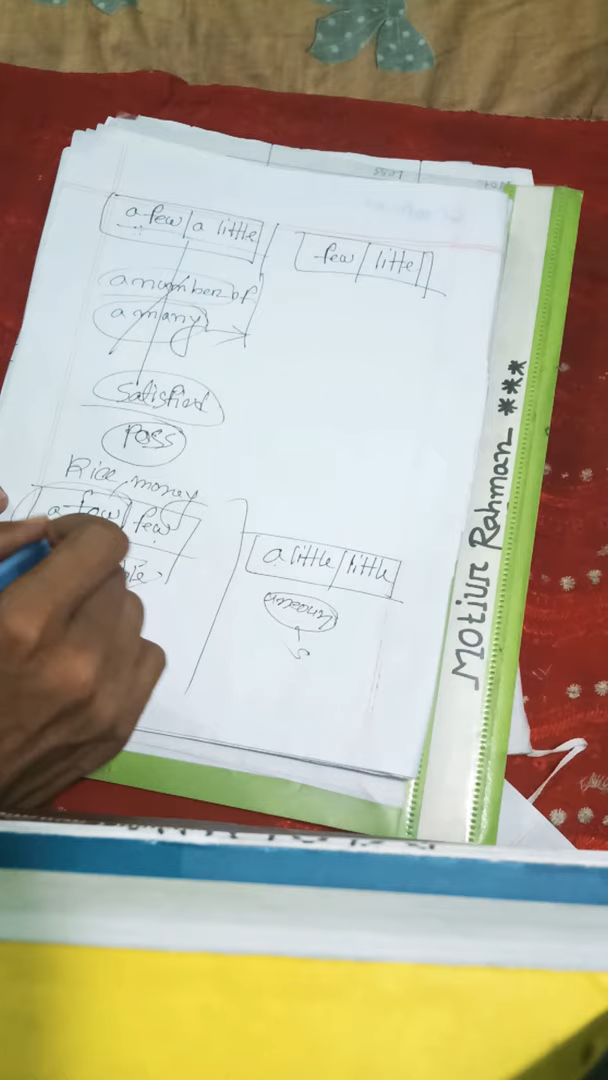 a few | a little
few | little
a number of
a many
satisfied
Pass
Rice, money
a few | few
a little | little
Motiur Rahman ***